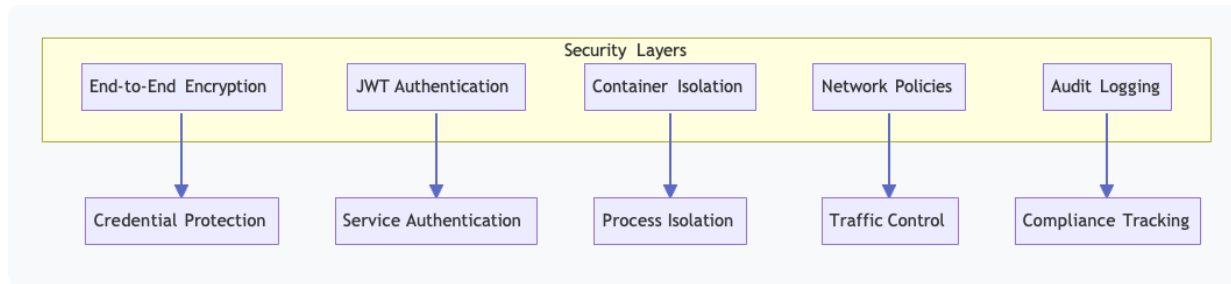 Security Layers
End-to-End Encryption
JWT Authentication
Container Isolation
Network Policies
Audit Logging
Credential Protection
Service Authentication
Process Isolation
Traffic Control
Compliance Tracking